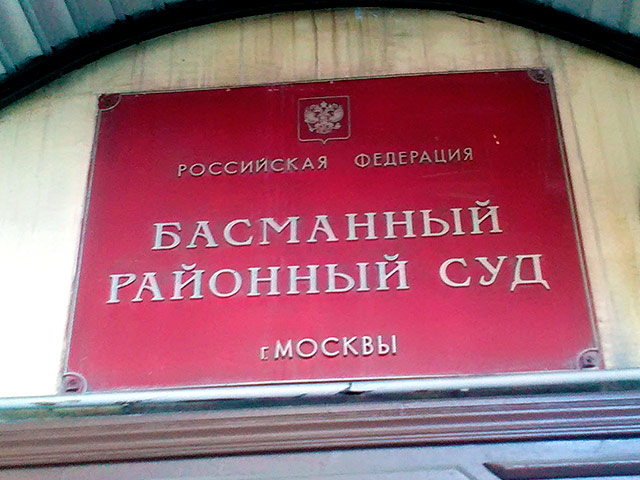 РОССИЙСКАЯ ФЕДЕРАЦИЯ
БАСМАННЫЙ
РАЙОННЫЙ СУД
г. МОСКВЫ